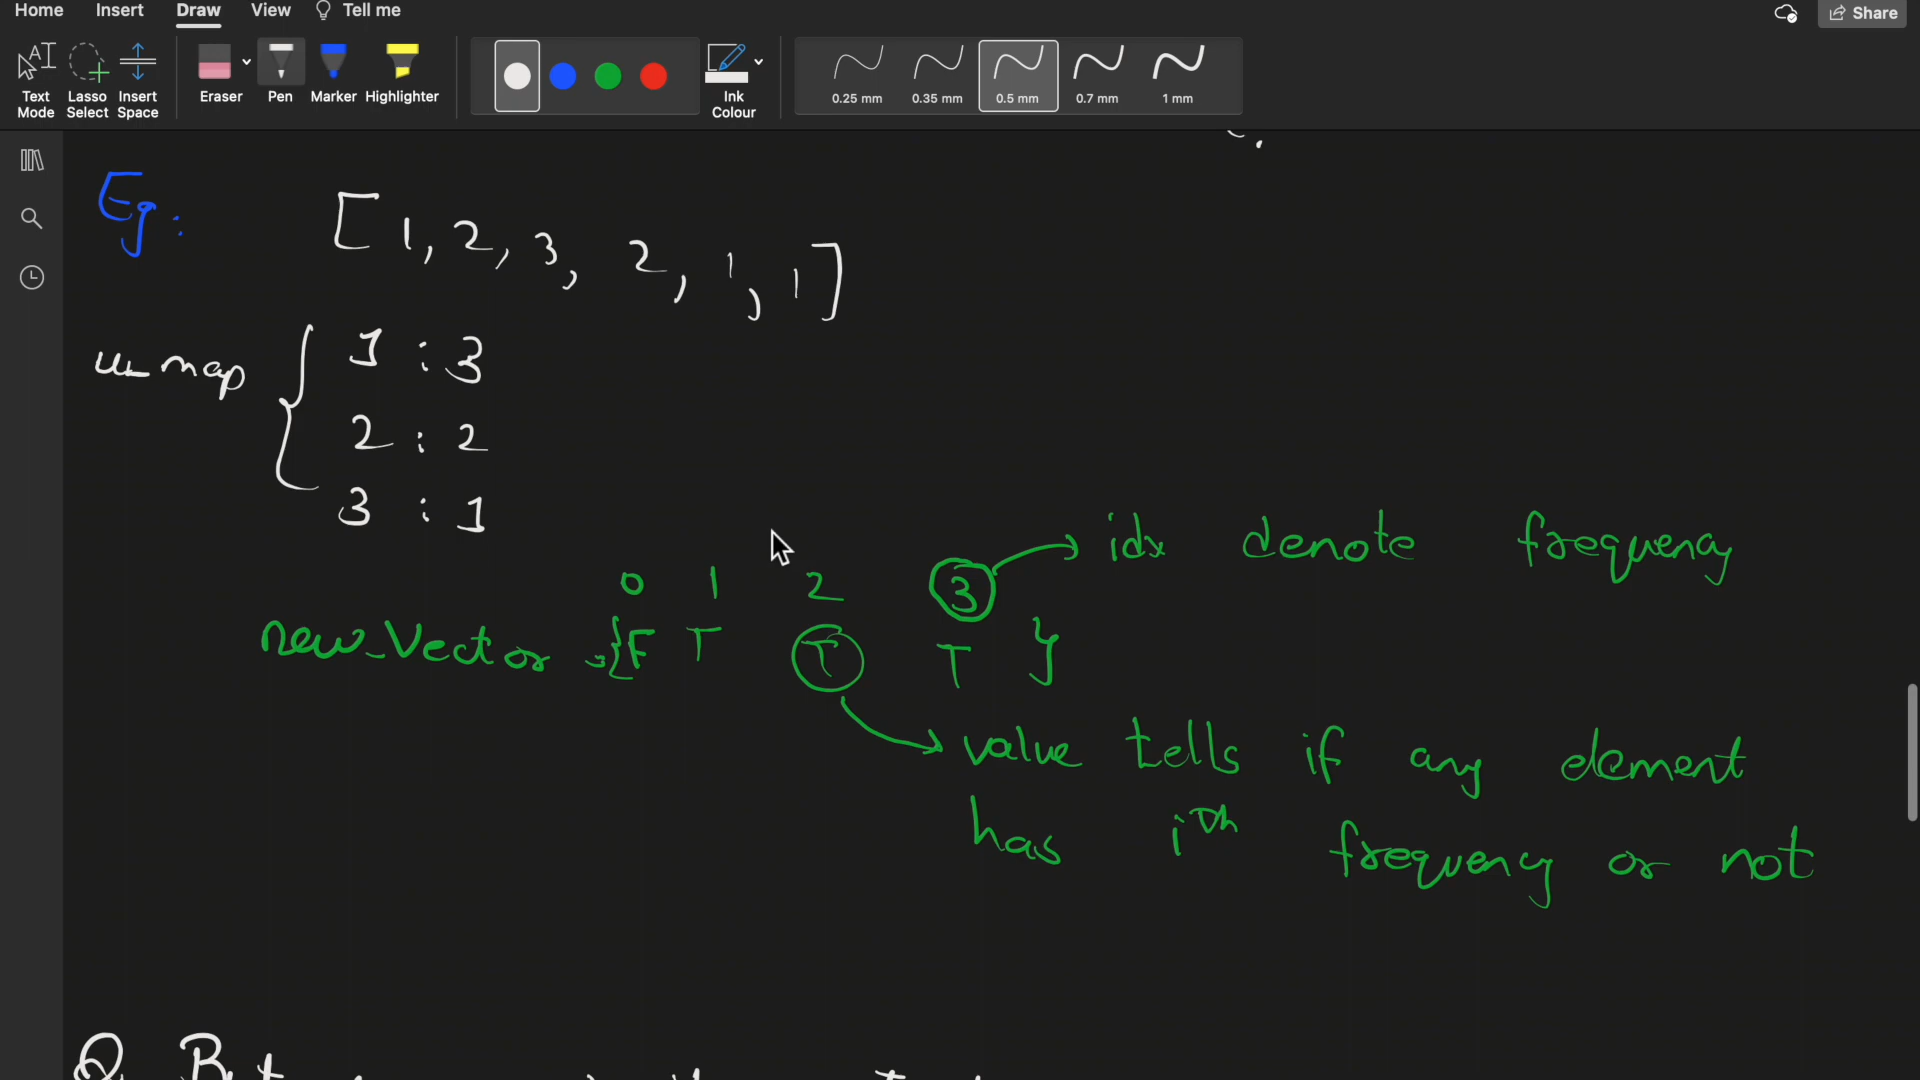 Home Insert Draw View Tell me Share
Text Mode Lasso Select Insert Space Eraser Pen Marker Highlighter Ink Colour 0.25 mm 0.35 mm 0.5 mm 0.7 mm 1 mm
Eg: [1, 2, 3, 2, 1, 1]
u_map { 1 : 3
2 : 2
3 : 1
idx denote frequency
0 1 2 3
new_Vector = {F T T T }
value tells if any element
has ith frequency or not
Q.